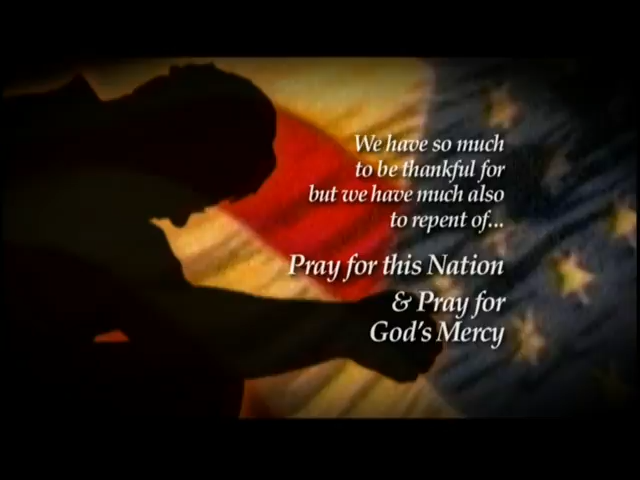 We have so much
to be thankful for
but we have much also
to repent of...
Pray for this Nation
& Pray for
God's Mercy